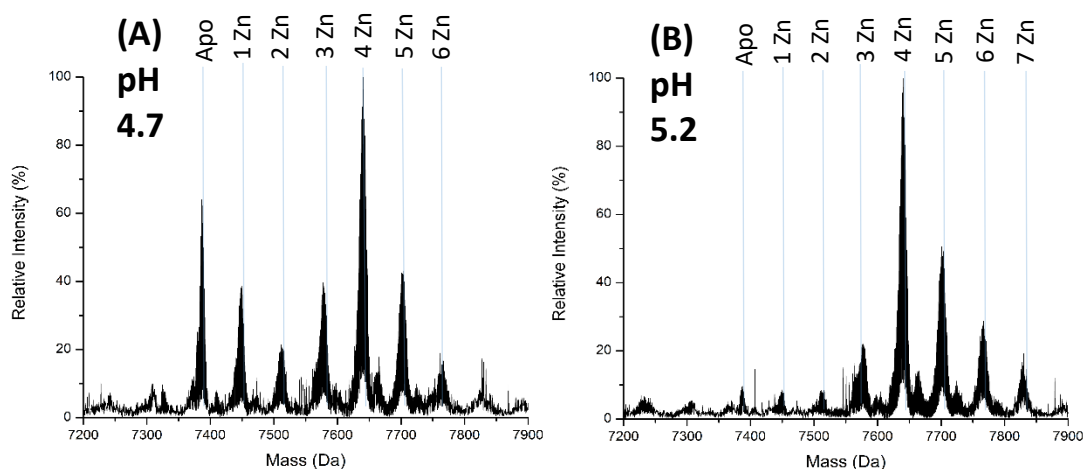 (A)
pH
4.7
Apo
1 Zn
2 Zn
3 Zn
4 Zn
5 Zn
6 Zn
100
80
60
40
20
0
Relative Intensity (%)
7200 7300 7400 7500 7600 7700 7800 7900
Mass (Da)
(B)
pH
5.2
Apo
1 Zn
2 Zn
3 Zn
4 Zn
5 Zn
6 Zn
7 Zn
100
80
60
40
20
0
Relative Intensity (%)
7200 7300 7400 7500 7600 7700 7800 7900
Mass (Da)